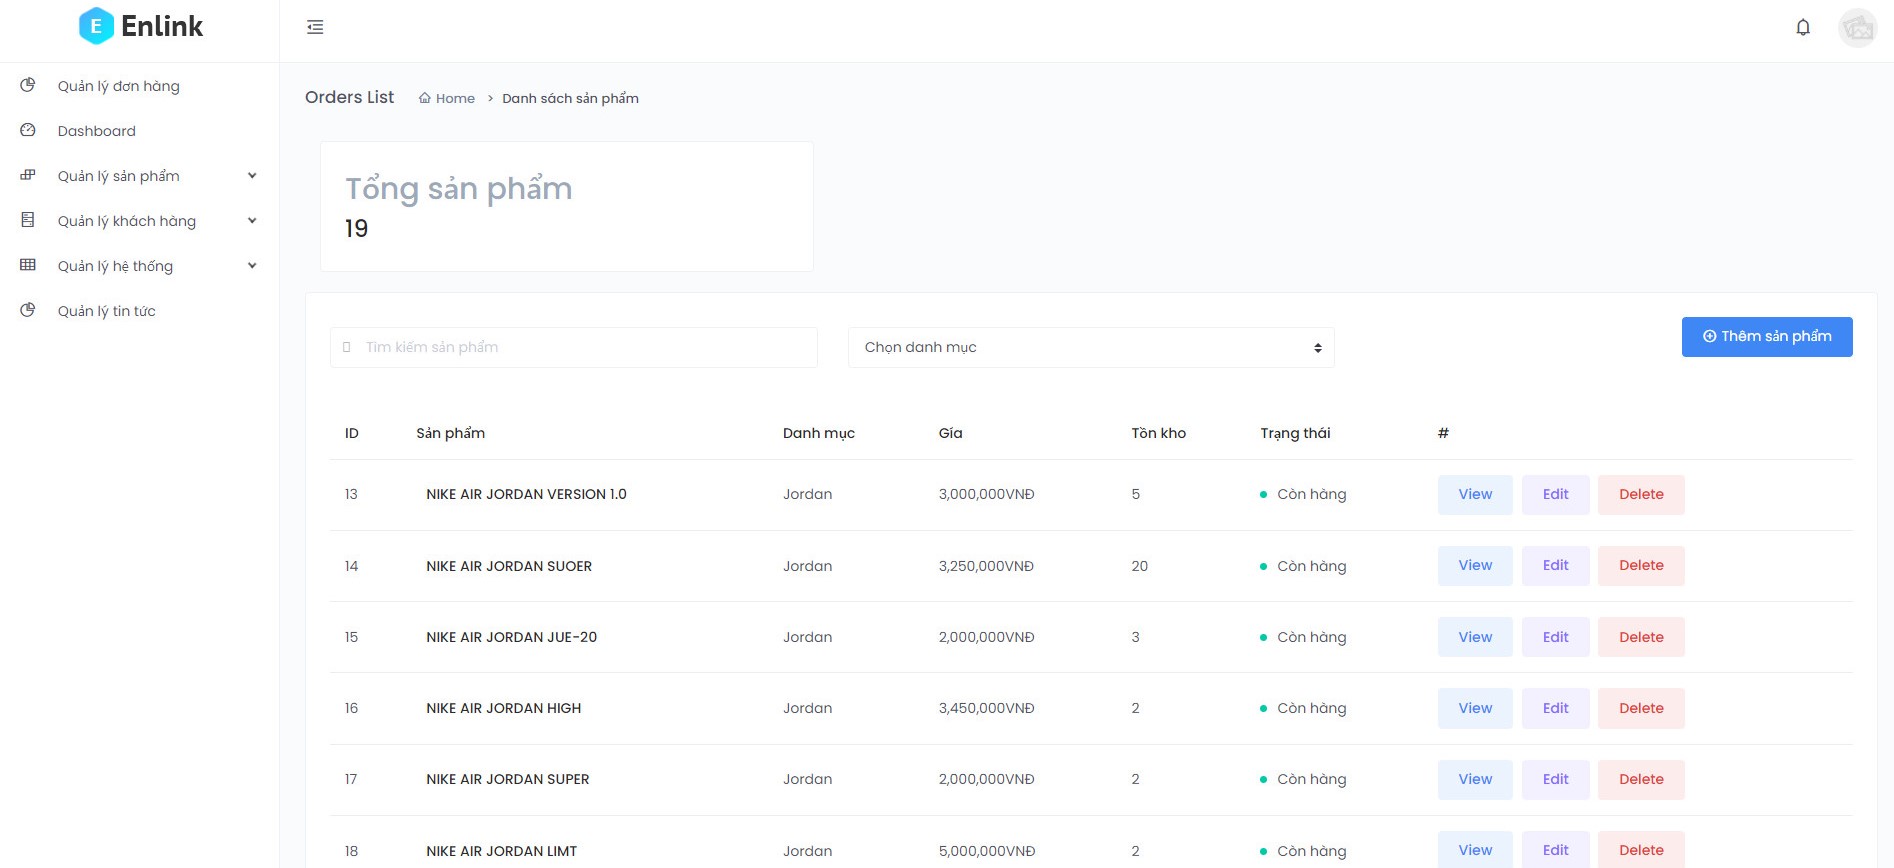 E Enlink
Quản lý đơn hàng
Dashboard
Quản lý sản phẩm
Quản lý khách hàng
Quản lý hệ thống
Quản lý tin tức
Orders List Home > Danh sách sản phẩm
Tổng sản phẩm
19
Tìm kiếm sản phẩm Chọn danh mục Thêm sản phẩm
ID Sản phẩm Danh mục Gía Tồn kho Trạng thái #
13 NIKE AIR JORDAN VERSION 1.0 Jordan 3,000,000VNĐ 5 Còn hàng View Edit Delete
14 NIKE AIR JORDAN SUOER Jordan 3,250,000VNĐ 20 Còn hàng View Edit Delete
15 NIKE AIR JORDAN JUE-20 Jordan 2,000,000VNĐ 3 Còn hàng View Edit Delete
16 NIKE AIR JORDAN HIGH Jordan 3,450,000VNĐ 2 Còn hàng View Edit Delete
17 NIKE AIR JORDAN SUPER Jordan 2,000,000VNĐ 2 Còn hàng View Edit Delete
18 NIKE AIR JORDAN LIMT Jordan 5,000,000VNĐ 2 Còn hàng View Edit Delete